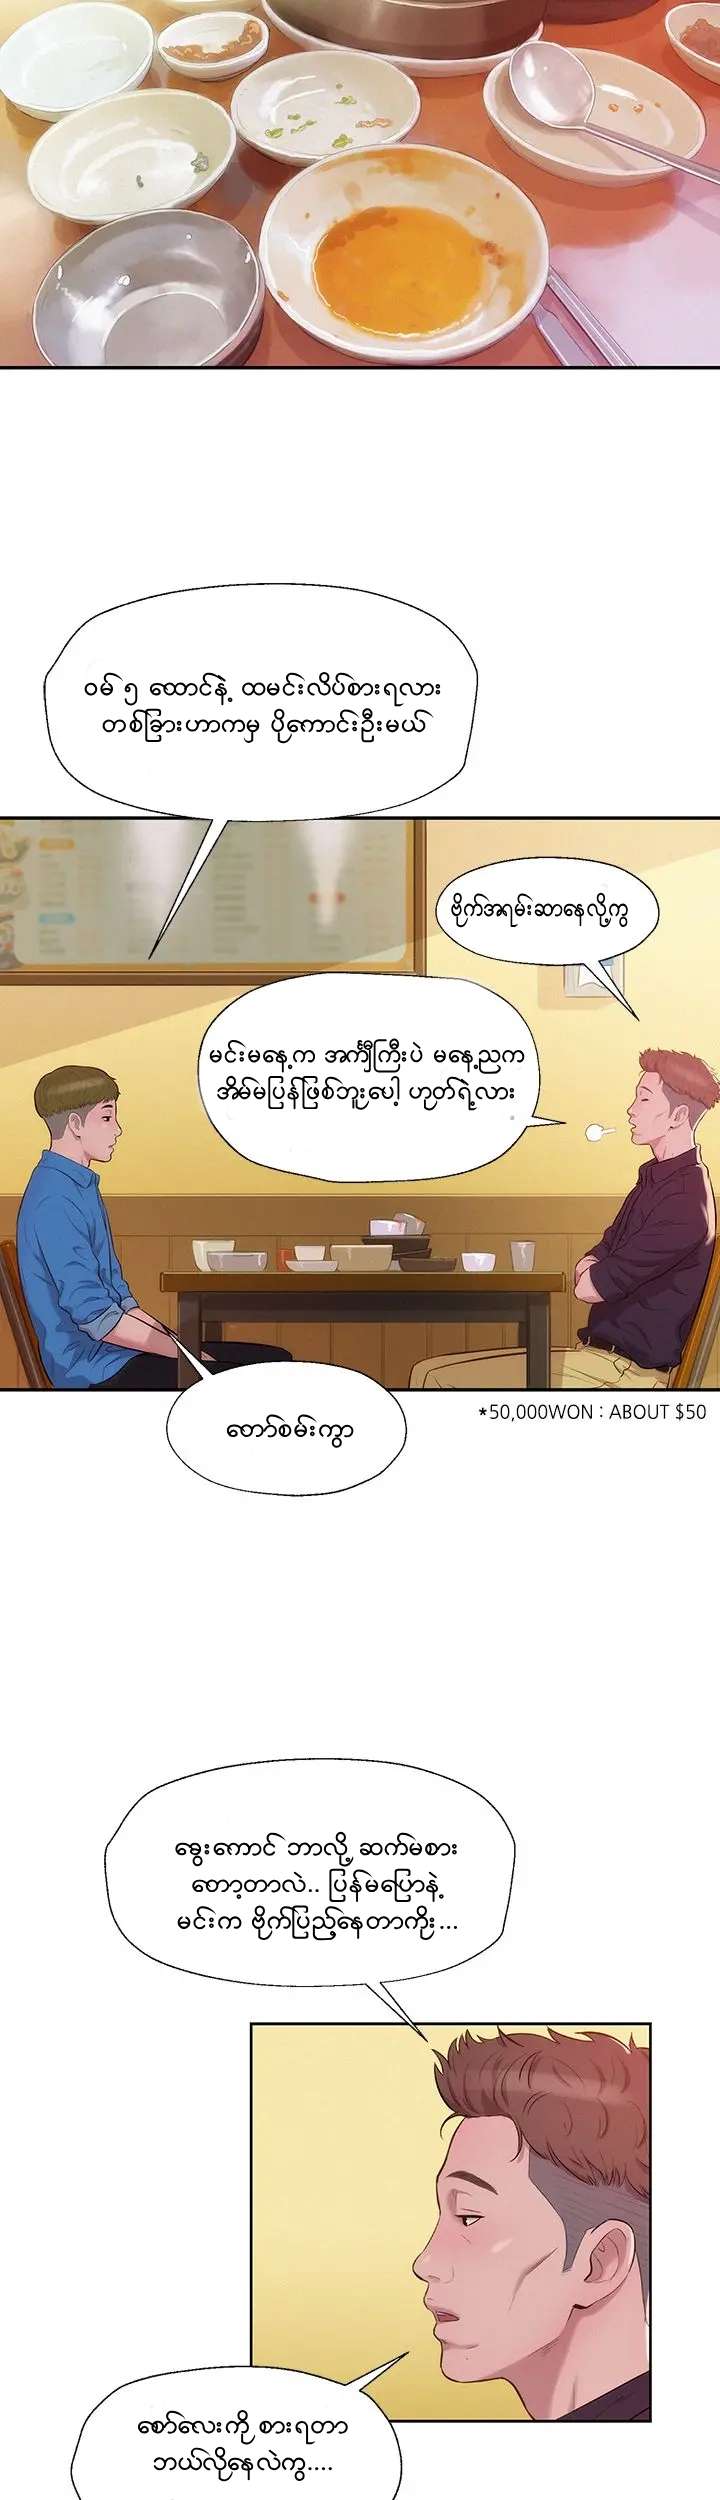 ဝမ် ၅ ထောင်နဲ့ ထမင်းလိပ်စားရလား
တစ်ခြားဟာကမှ ပိုကောင်းဦးမယ်
ဗိုက်အရမ်းဆာနေလို့ကွ
မင်းမနေ့က အင်္ကျီကြီးပဲ မနေ့ညက
အိမ်မပြန်ဖြစ်ဘူးပေါ့ ဟုတ်ရဲ့လား
*50,000WON : ABOUT $50
တော်စမ်းကွာ
ခွေးကောင် ဘာလို့ ဆက်မစား
တော့တာလဲ.. ပြန်မပြောနဲ့
မင်းက ဗိုက်ပြည့်နေတာကိုး...
စော်လေးကို စားရတာ
ဘယ်လိုနေလဲကွ....